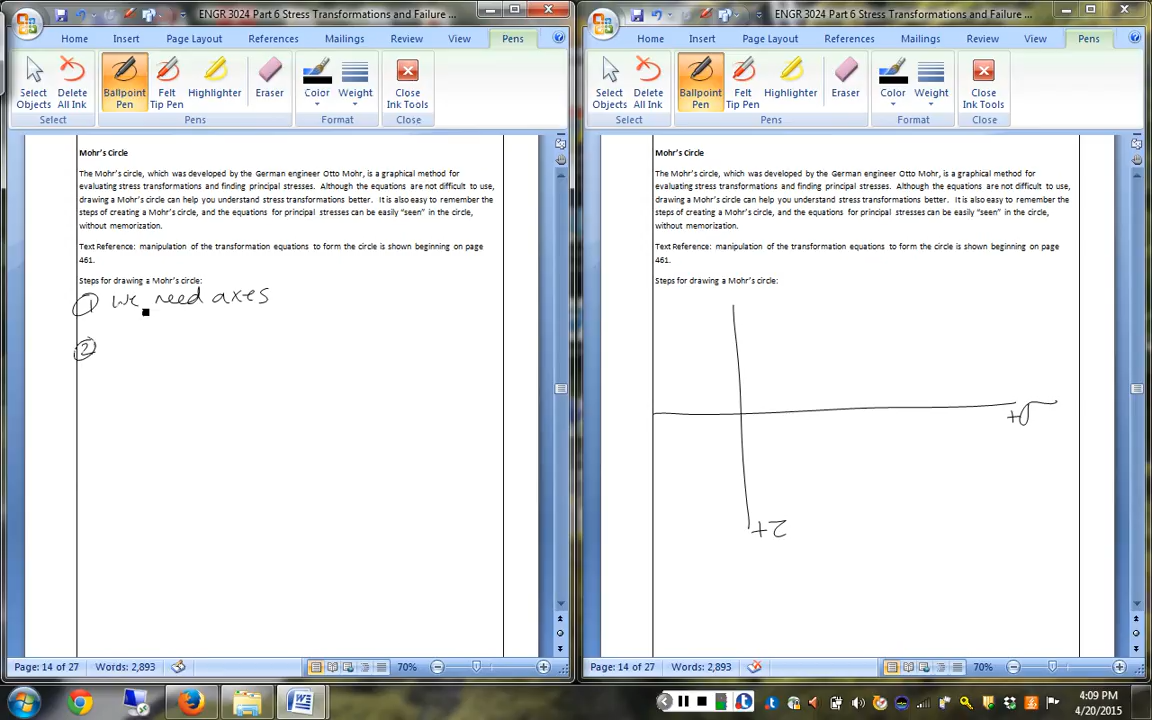 ENGR 3024 Part 6 Stress Transformations and Failure ...
Home Insert Page Layout References Mailings Review View Pens
Select Objects Delete All Ink Ballpoint Pen Felt Tip Pen Highlighter Eraser Color Weight Close Ink Tools
Select Pens Format Close
Mohr's Circle
The Mohr's circle, which was developed by the German engineer Otto Mohr, is a graphical method for
evaluating stress transformations and finding principal stresses. Although the equations are not difficult to use,
drawing a Mohr's circle can help you understand stress transformations better. It is also easy to remember the
steps of creating a Mohr's circle, and the equations for principal stresses can be easily "seen" in the circle,
without memorization.
Text Reference: manipulation of the transformation equations to form the circle is shown beginning on page
461.
Steps for drawing a Mohr's circle:
1 We need axes
2
Page: 14 of 27 Words: 2,893 70%
ENGR 3024 Part 6 Stress Transformations and Failure ...
Home Insert Page Layout References Mailings Review View Pens
Select Objects Delete All Ink Ballpoint Pen Felt Tip Pen Highlighter Eraser Color Weight Close Ink Tools
Select Pens Format Close
Mohr's Circle
The Mohr's circle, which was developed by the German engineer Otto Mohr, is a graphical method for
evaluating stress transformations and finding principal stresses. Although the equations are not difficult to use,
drawing a Mohr's circle can help you understand stress transformations better. It is also easy to remember the
steps of creating a Mohr's circle, and the equations for principal stresses can be easily "seen" in the circle,
without memorization.
Text Reference: manipulation of the transformation equations to form the circle is shown beginning on page
461.
Steps for drawing a Mohr's circle:
+σ
+τ
Page: 14 of 27 Words: 2,893 70%
4:09 PM
4/20/2015